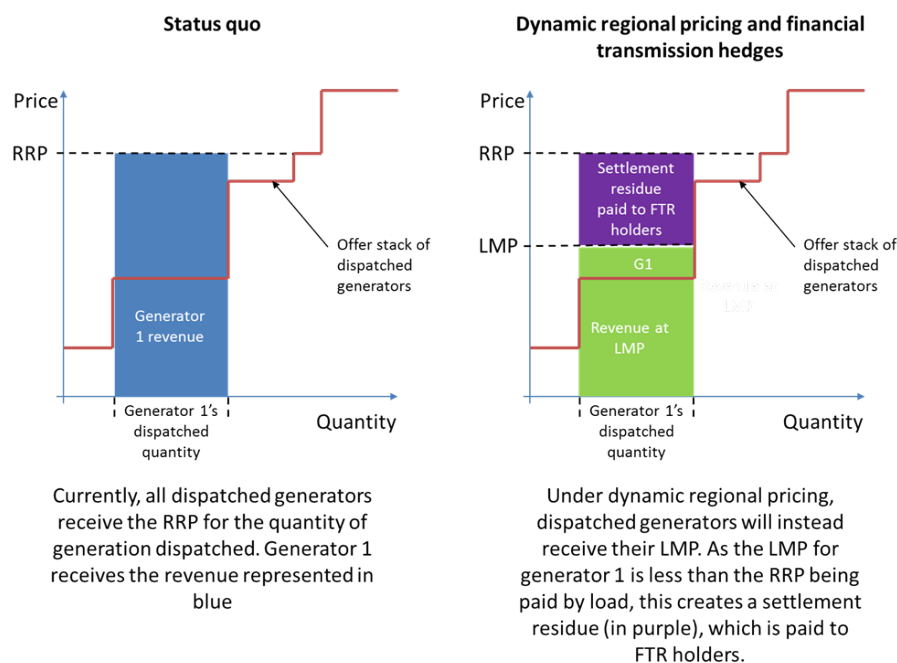 Status quo
Price
RRP
Generator
1 revenue
Offer stack of
dispatched
generators
Generator 1's
dispatched
quantity
Quantity
Currently, all dispatched generators
receive the RRP for the quantity of
generation dispatched. Generator 1
receives the revenue represented in
blue
Dynamic regional pricing and financial
transmission hedges
Price
RRP
Settlement
residue
paid to FTR
holders
LMP
G1
Revenue at
LMP
Revenue at
LMP
Offer stack of
dispatched
generators
Generator 1's
dispatched
quantity
Quantity
Under dynamic regional pricing,
dispatched generators will instead
receive their LMP. As the LMP for
generator 1 is less than the RRP being
paid by load, this creates a settlement
residue (in purple), which is paid to
FTR holders.